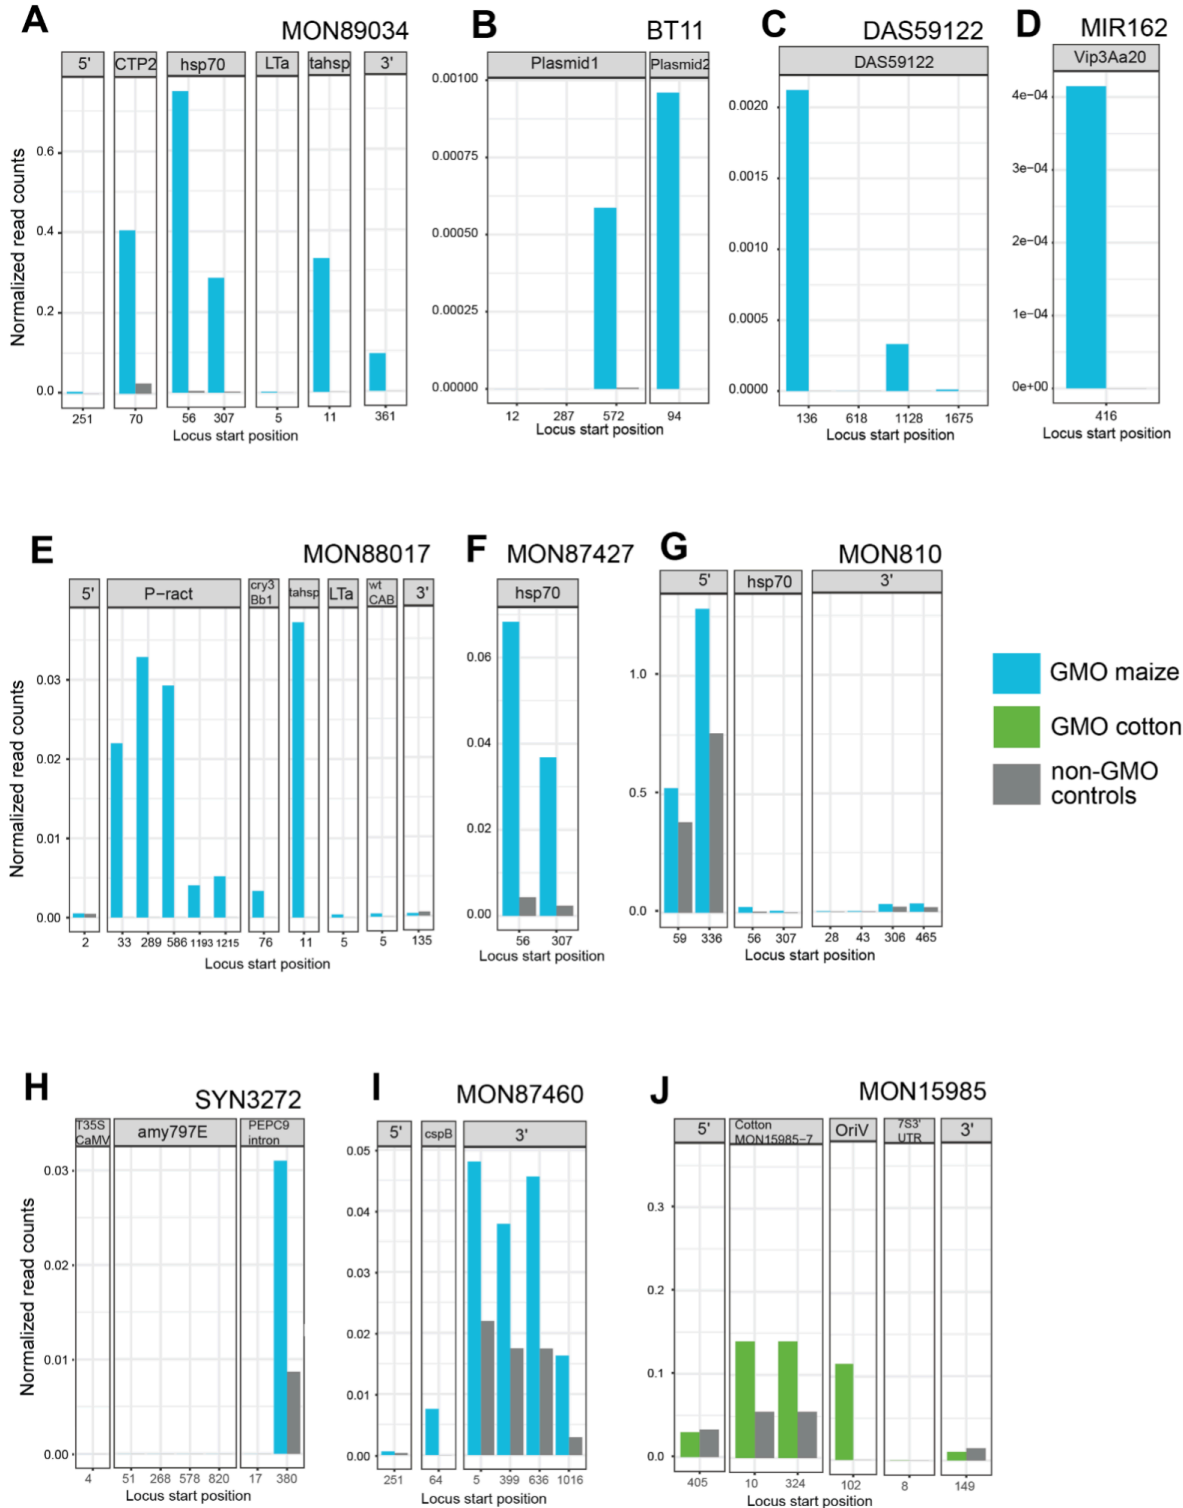 A
MON89034
5' CTP2 hsp70 LTa tahsp 3'
Normalized read counts
0.6
0.4
0.2
0.0
251 70 56 307 5 11 361
Locus start position
B
BT11
Plasmid1 Plasmid2
0.00100
0.00075
0.00050
0.00025
0.00000
12 287 572 94
Locus start position
C
DAS59122
DAS59122
0.0020
0.0015
0.0010
0.0005
0.0000
136 618 1128 1675
Locus start position
D
MIR162
Vip3Aa20
4e−04
3e−04
2e−04
1e−04
0e+00
416
Locus start position
E
MON88017
5' P−ract cry3 Bb1 tahsp LTa wt CAB 3'
Normalized read counts
0.03
0.02
0.01
0.00
2 33 289 586 1193 1215 76 11 5 5 135
Locus start position
F
MON87427
hsp70
0.06
0.04
0.02
0.00
56 307
Locus start position
G
MON810
5' hsp70 3'
1.0
0.5
0.0
59 336 56 307 28 43 306 465
Locus start position
GMO maize
GMO cotton
non-GMO
controls
H
SYN3272
T35S CaMV amy797E PEPC9 intron
Normalized read counts
0.03
0.02
0.01
0.00
4 51 268 578 820 17 380
Locus start position
I
MON87460
5' cspB 3'
0.05
0.04
0.03
0.02
0.01
0.00
251 64 5 399 636 1016
Locus start position
J
MON15985
5' Cotton MON15985−7 OriV 7S3' UTR 3'
0.3
0.2
0.1
0.0
405 10 324 102 8 149
Locus start position